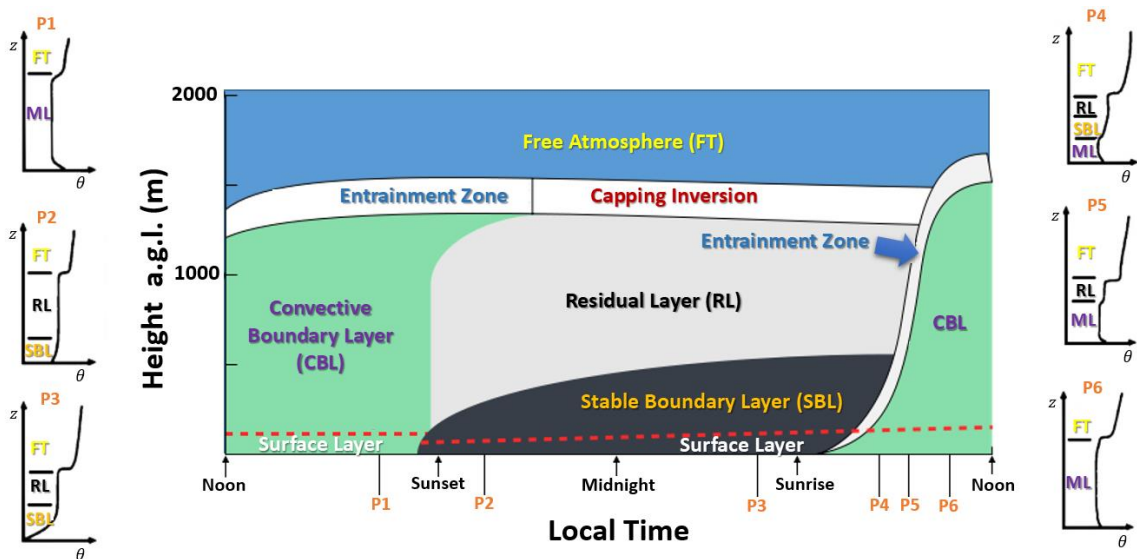 P1
z
FT
ML
θ
P2
z
FT
RL
SBL
θ
P3
z
FT
RL
SBL
θ
Height a.g.l. (m)
2000
1000
Free Atmosphere (FT)
Entrainment Zone
Capping Inversion
Entrainment Zone
Convective
Boundary Layer
(CBL)
Residual Layer (RL)
CBL
Stable Boundary Layer (SBL)
Surface Layer
Surface Layer
Noon
P1
Sunset
P2
Midnight
P3
Sunrise
P4
P5
P6
Noon
Local Time
P4
z
FT
RL
SBL
ML
θ
P5
z
FT
RL
ML
θ
P6
z
FT
ML
θ